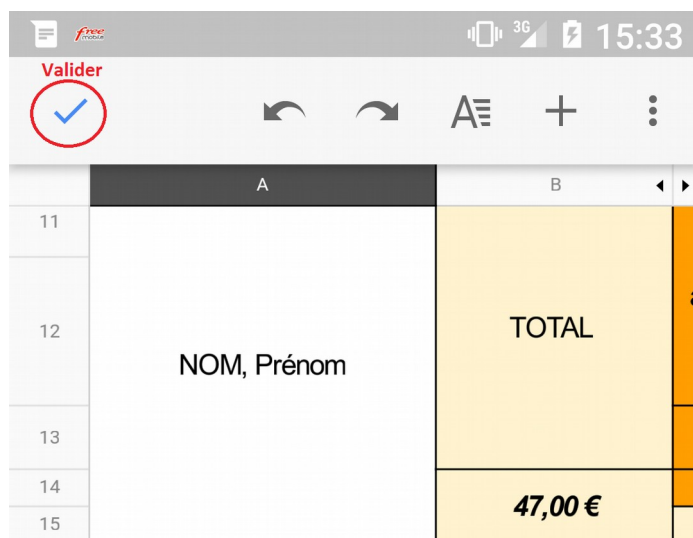 free
mobile
3G
15:33
Valider
A
A
B
11
12
TOTAL
NOM, Prénom
13
14
47,00 €
15